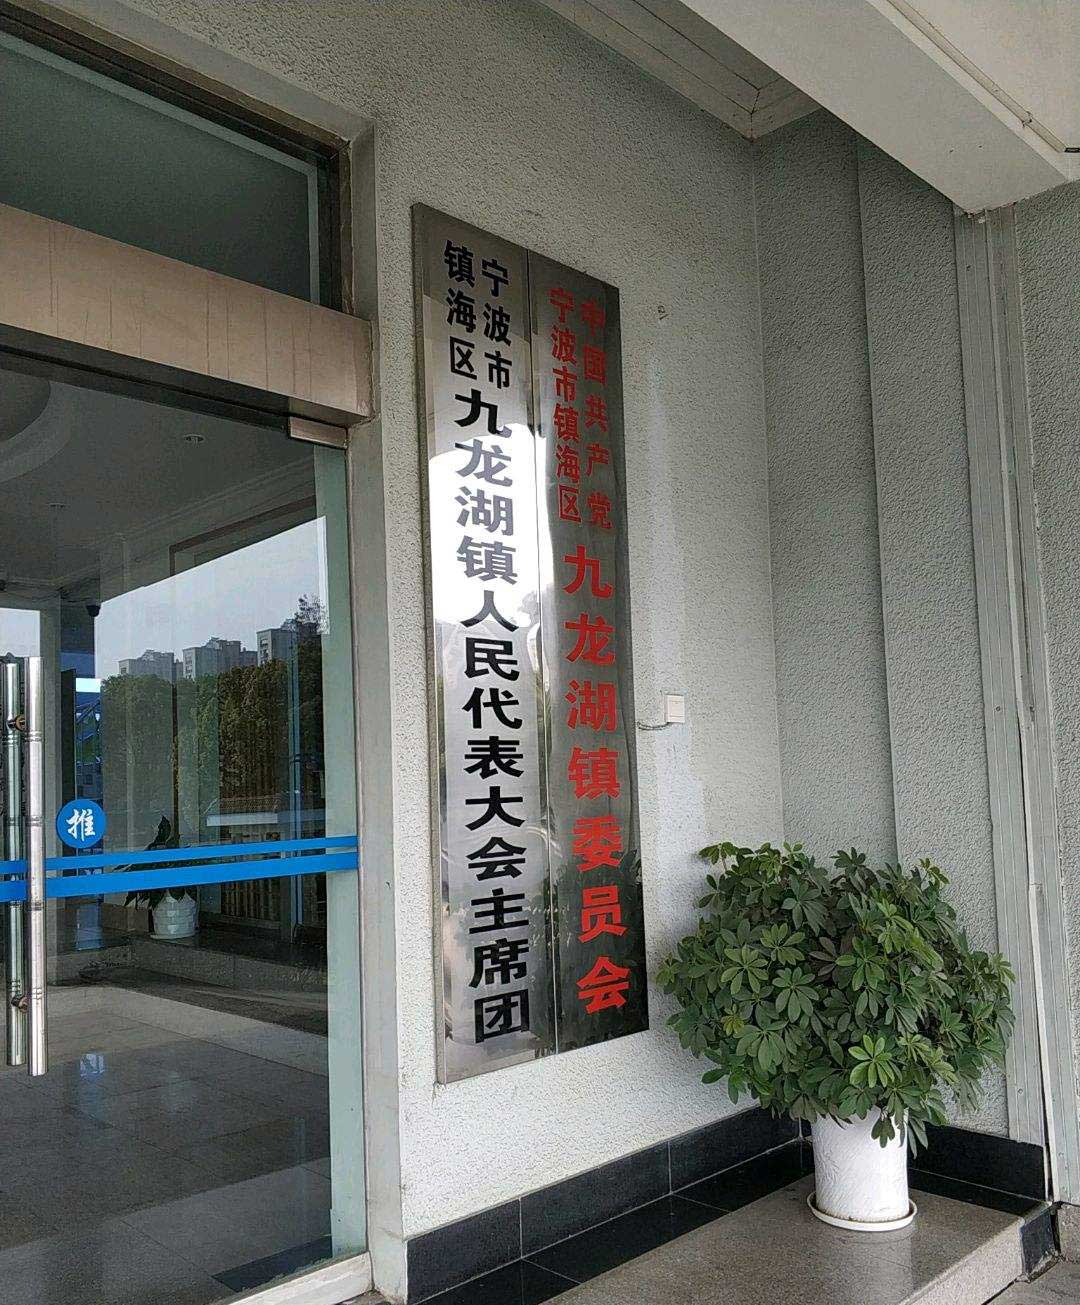 中国共产党
宁波市镇海区
九龙湖镇委员会
宁波市
镇海区
九龙湖镇人民代表大会主席团
推